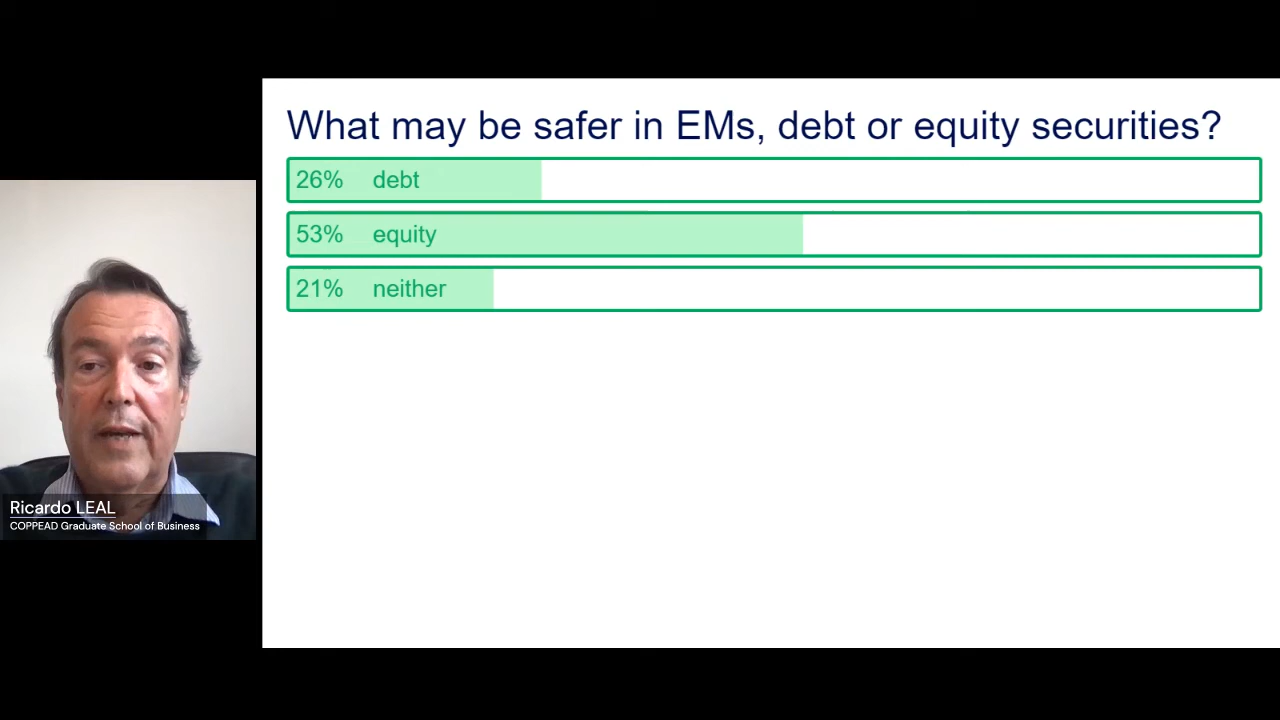 What may be safer in EMs, debt or equity securities?
26% debt
53% equity
21% neither
Ricardo LEAL
COPPEAD Graduate School of Business